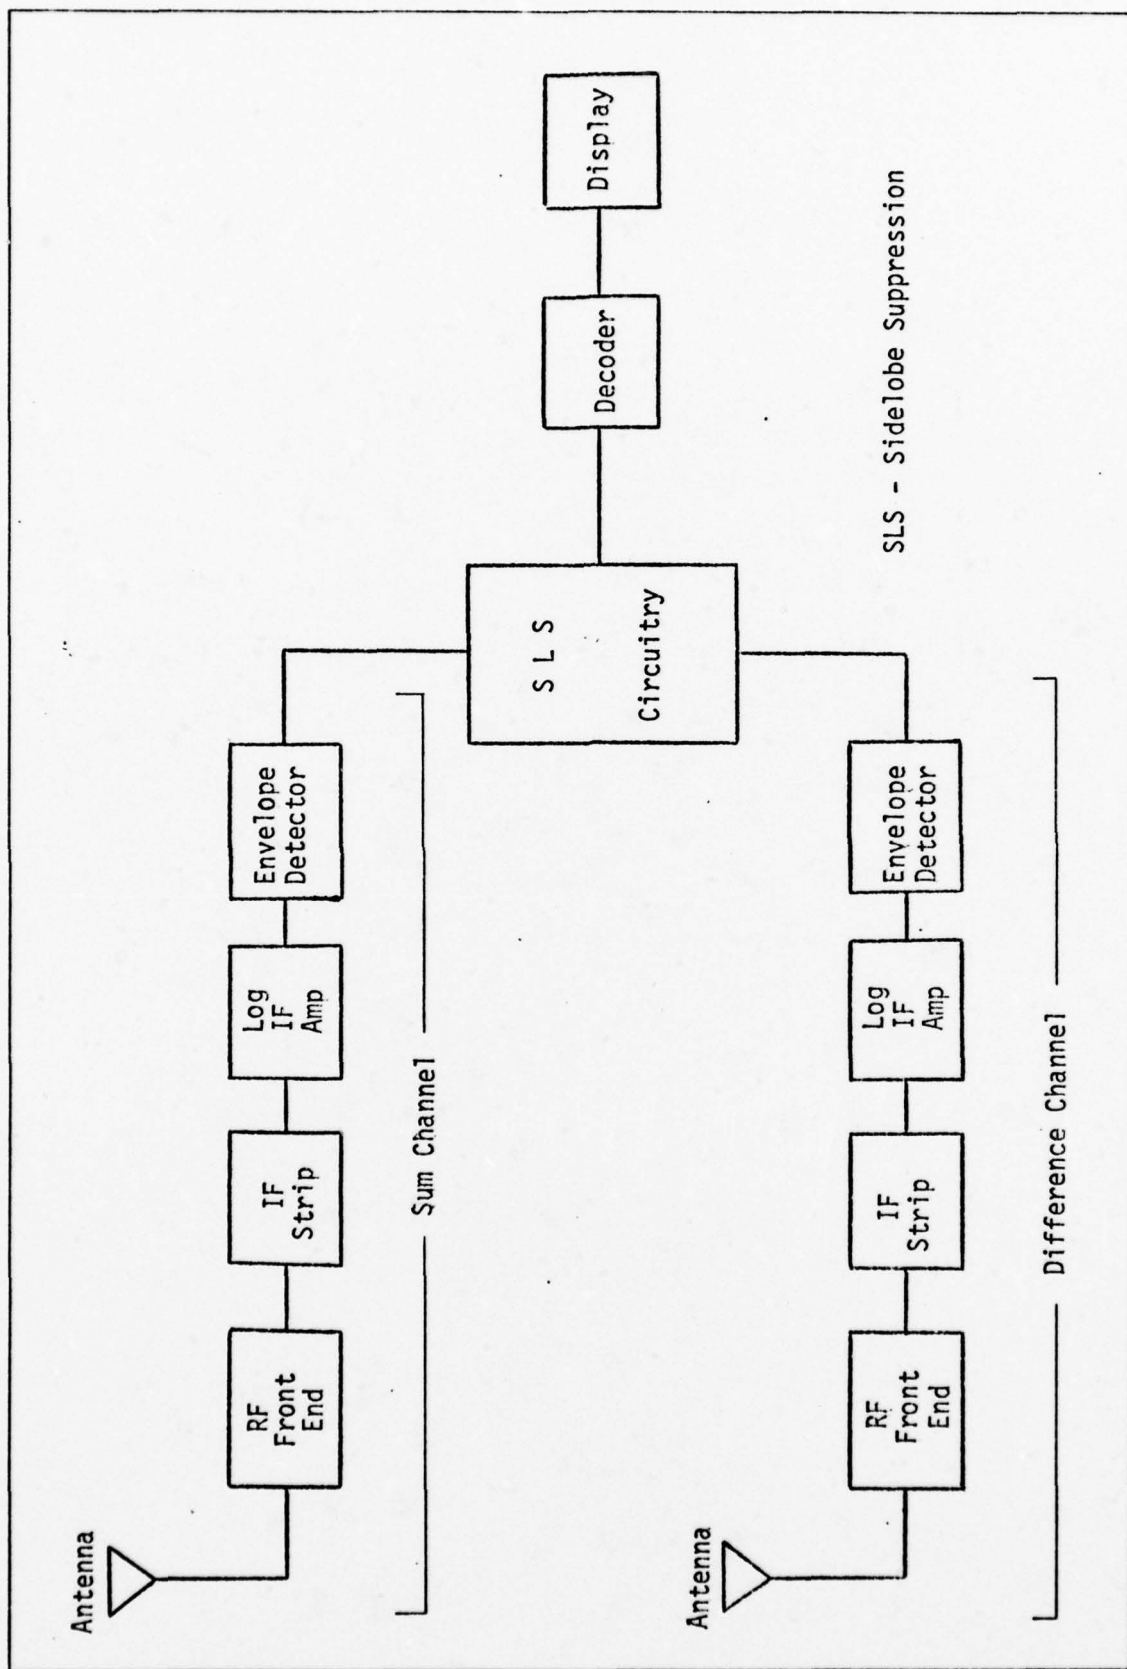 Antenna
RF
Front
End
IF
Strip
Log
IF
Amp
Envelope
Detector
Sum Channel
S L S
Circuitry
Decoder
Display
Antenna
RF
Front
End
IF
Strip
Log
IF
Amp
Envelope
Detector
Difference Channel
SLS - Sidelobe Suppression